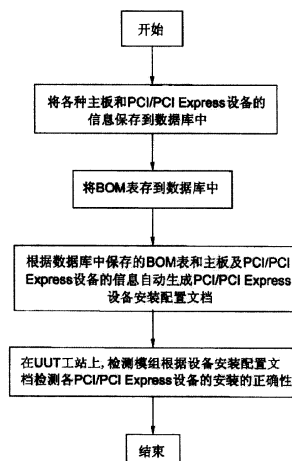 开始
将各种主板和PCI/PCI Express设备的
信息保存到数据库中
将BOM表存到数据库中
根据数据库中保存的BOM表和主板及PCI/PCI
Express设备的信息自动生成PCI/PCI Express
设备安装配置文档
在UUT工站上,检测模组根据设备安装配置文
档检测各PCI/PCI Express设备的安装的正确性
结束